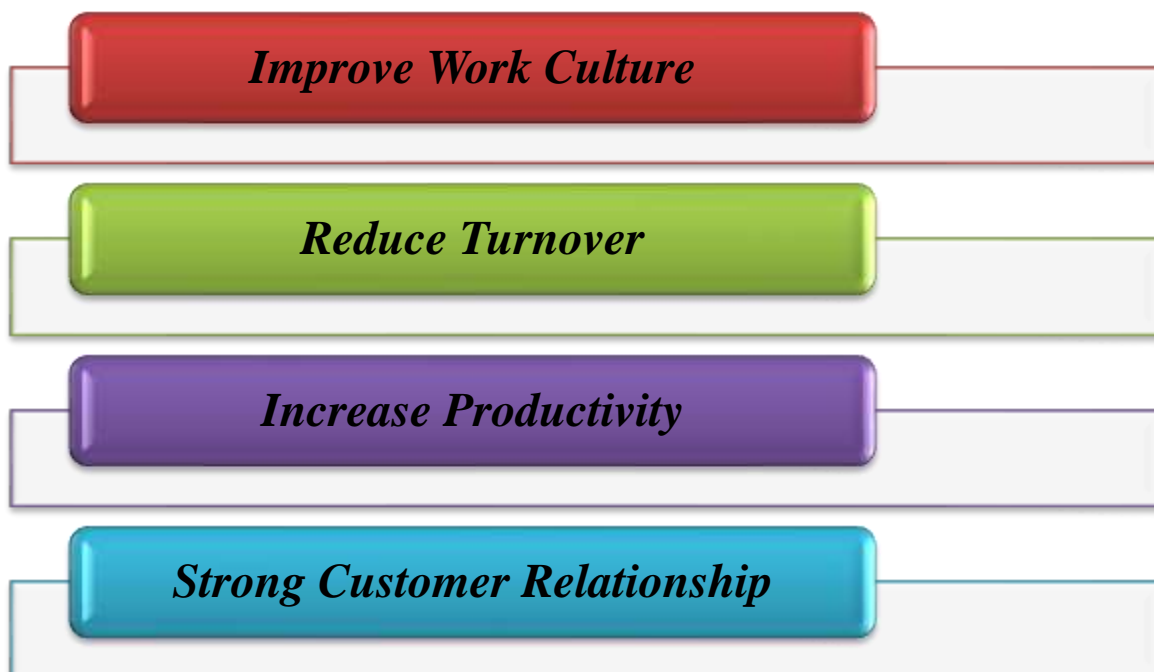 Improve Work Culture
Reduce Turnover
Increase Productivity
Strong Customer Relationship